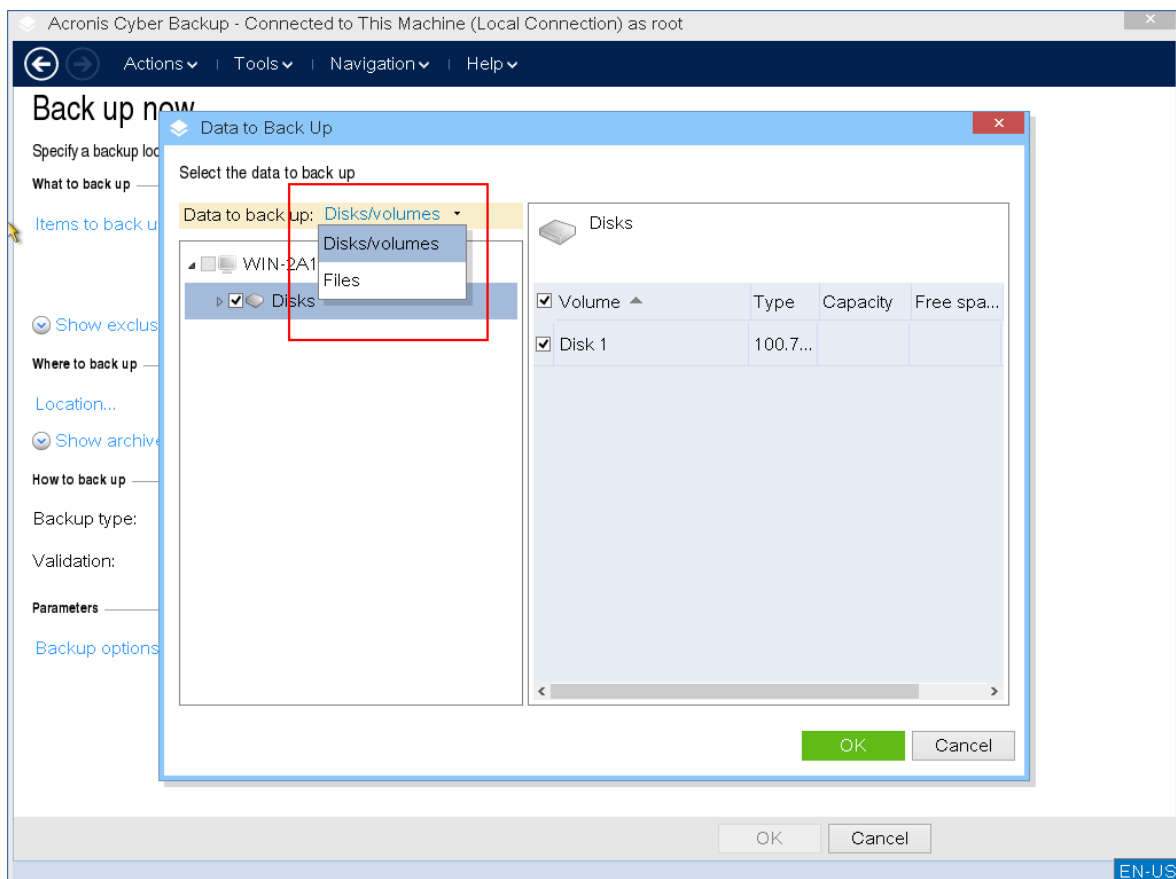 Acronis Cyber Backup - Connected to This Machine (Local Connection) as root
Actions Tools Navigation Help
Back up now
Data to Back Up
Specify a backup loc
Select the data to back up
What to back up
Data to back up: Disks/volumes
Items to back u
Disks
Disks/volumes
WIN-2A1
Files
Disks
Volume Type Capacity Free spa...
Show exclus
Disk 1 100.7...
Where to back up
Location...
Show archive
How to back up
Backup type:
Validation:
Parameters
Backup options
OK Cancel
OK Cancel
EN-US